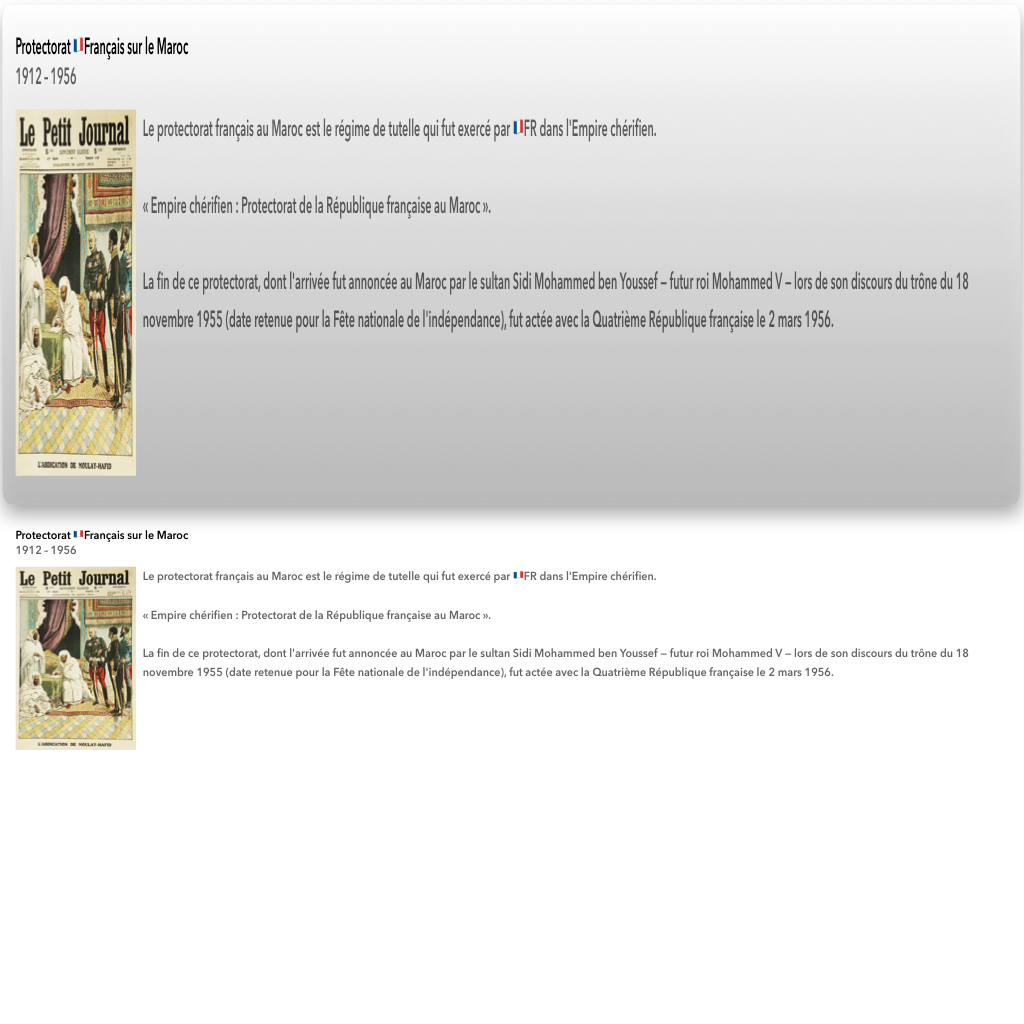 Protectorat 🇫🇷Français sur le Maroc
1912 - 1956
Le Petit Journal
Le protectorat français au Maroc est le régime de tutelle qui fut exercé par 🇫🇷FR dans l'Empire chérifien.
« Empire chérifien : Protectorat de la République française au Maroc ».
La fin de ce protectorat, dont l'arrivée fut annoncée au Maroc par le sultan Sidi Mohammed ben Youssef – futur roi Mohammed V – lors de son discours du trône du 18
novembre 1955 (date retenue pour la Fête nationale de l'indépendance), fut actée avec la Quatrième République française le 2 mars 1956.
L'ABDICATION DE MOULAY-HAFID
Protectorat 🇫🇷Français sur le Maroc
1912 - 1956
Le Petit Journal
Le protectorat français au Maroc est le régime de tutelle qui fut exercé par 🇫🇷FR dans l'Empire chérifien.
« Empire chérifien : Protectorat de la République française au Maroc ».
La fin de ce protectorat, dont l'arrivée fut annoncée au Maroc par le sultan Sidi Mohammed ben Youssef – futur roi Mohammed V – lors de son discours du trône du 18
novembre 1955 (date retenue pour la Fête nationale de l'indépendance), fut actée avec la Quatrième République française le 2 mars 1956.
L'ABDICATION DE MOULAY-HAFID